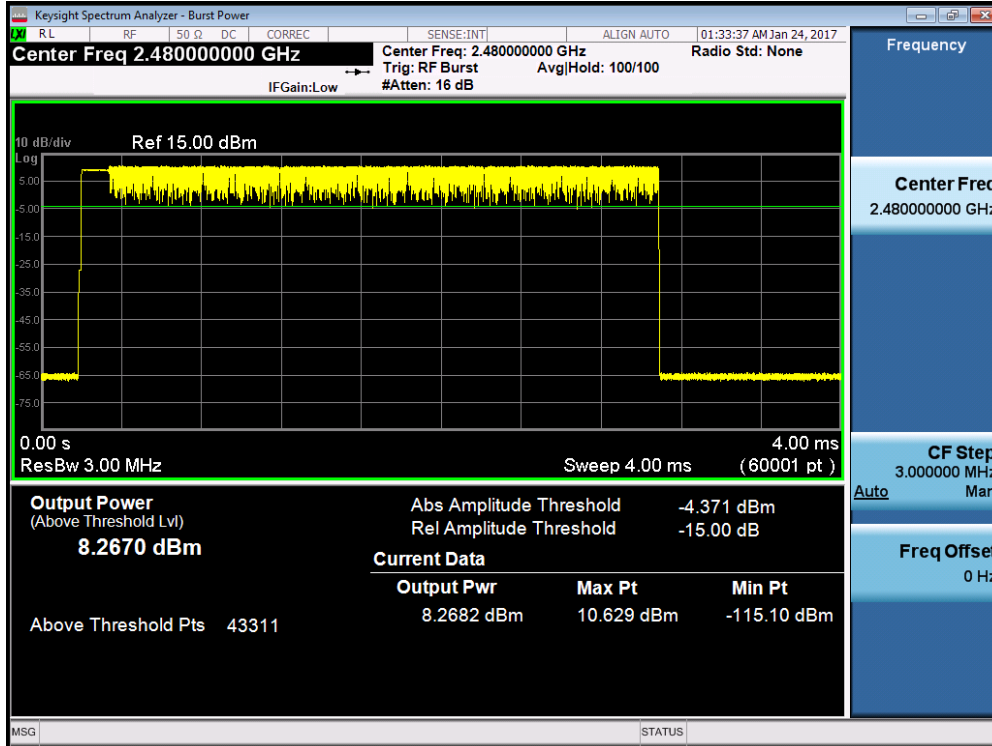 Keysight Spectrum Analyzer - Burst Power
LXI RL RF 50 Ω DC CORREC SENSE:INT ALIGN AUTO 01:33:37 AM Jan 24, 2017
Center Freq 2.480000000 GHz
Center Freq: 2.480000000 GHz
Radio Std: None
Trig: RF Burst
Avg|Hold: 100/100
IFGain:Low
#Atten: 16 dB
10 dB/div
Ref 15.00 dBm
Log
5.00
-5.00
-15.0
-25.0
-35.0
-45.0
-55.0
-65.0
-75.0
0.00 s
4.00 ms
ResBw 3.00 MHz
Sweep 4.00 ms
(60001 pt)
Output Power
(Above Threshold Lvl)
8.2670 dBm
Above Threshold Pts 43311
Abs Amplitude Threshold -4.371 dBm
Rel Amplitude Threshold -15.00 dB
Current Data
Output Pwr Max Pt Min Pt
8.2682 dBm 10.629 dBm -115.10 dBm
Frequency
Center Freq
2.480000000 GHz
CF Step
3.000000 MHz
Auto Man
Freq Offset
0 Hz
MSG
STATUS